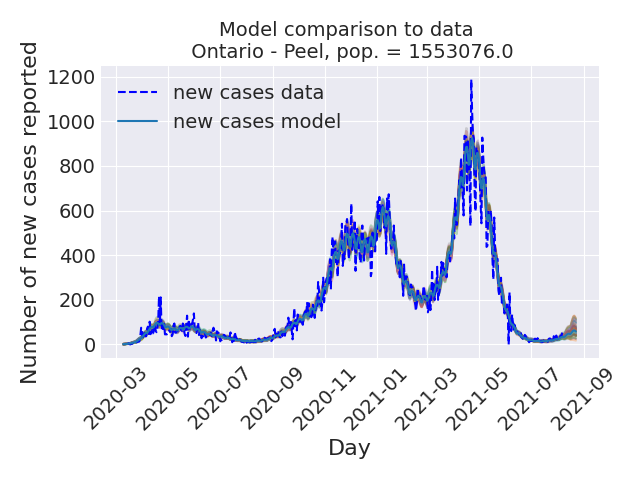 Model comparison to data
Ontario - Peel, pop. = 1553076.0
Number of new cases reported
1200
1000
800
600
400
200
0
new cases data
new cases model
2020-03
2020-05
2020-07
2020-09
2020-11
2021-01
2021-03
2021-05
2021-07
2021-09
Day